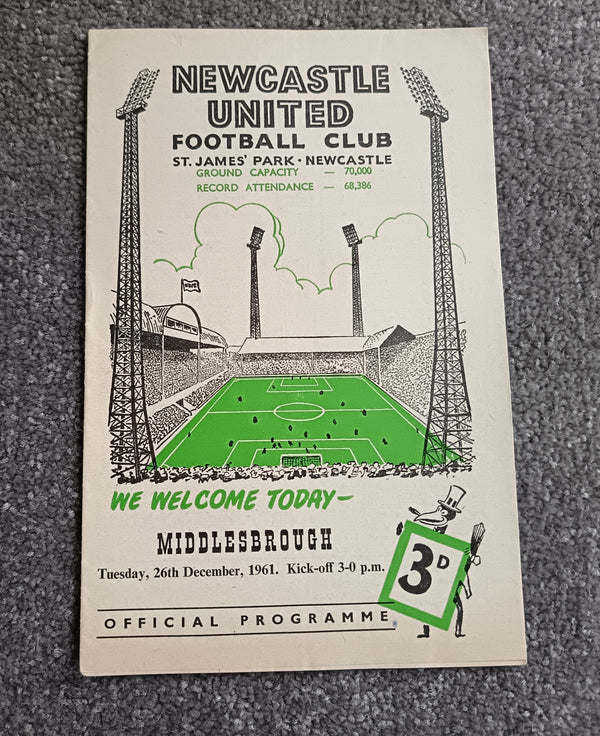 NEWCASTLE
UNITED
FOOTBALL CLUB
ST. JAMES' PARK · NEWCASTLE
GROUND CAPACITY — 70,000
RECORD ATTENDANCE — 68,386
WE WELCOME TODAY—
MIDDLESBROUGH
Tuesday, 26th December, 1961. Kick-off 3-0 p.m.
3D
OFFICIAL PROGRAMME